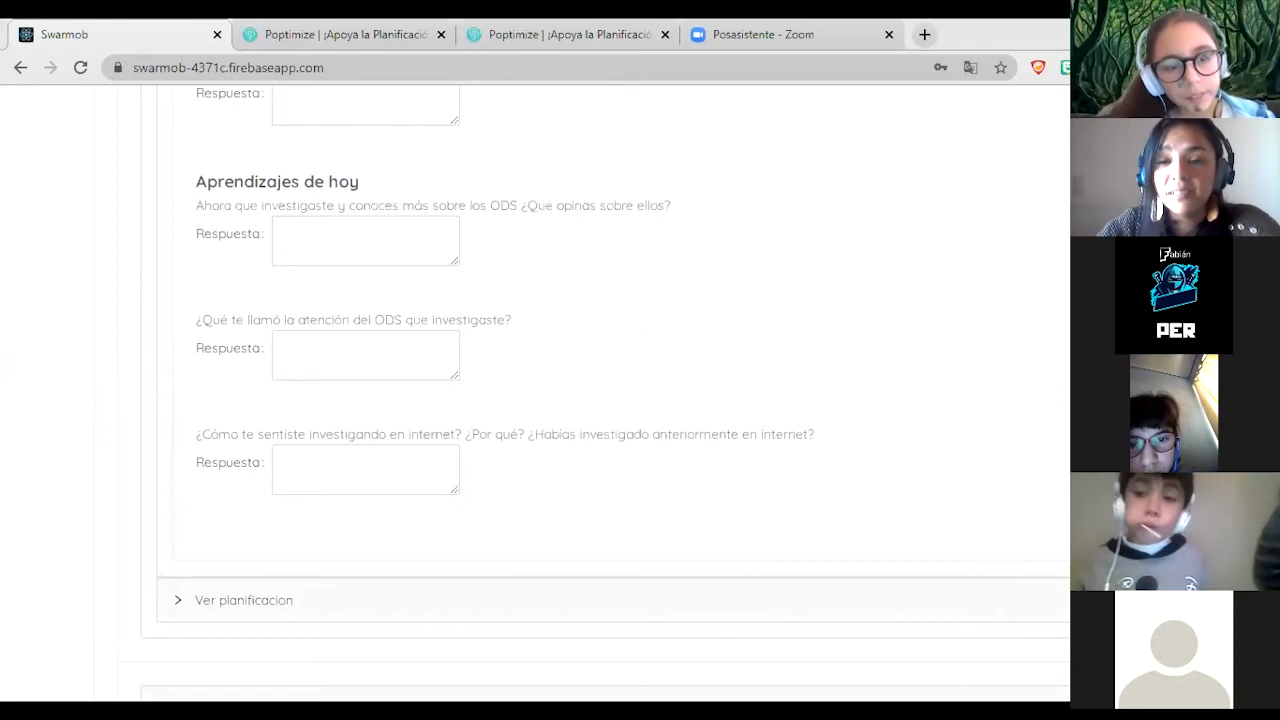 Swarmob
Poptimize | ¡Apoya la Planificació
Poptimize | ¡Apoya la Planificació
Posasistente - Zoom
swarmob-4371c.firebaseapp.com
Respuesta:
Aprendizajes de hoy
Ahora que investigaste y conoces más sobre los ODS ¿Qué opinas sobre ellos?
Respuesta:
¿Qué te llamó la atención del ODS que investigaste?
Respuesta:
¿Cómo te sentiste investigando en internet? ¿Por qué? ¿Habías investigado anteriormente en internet?
Respuesta:
Ver planificacion
Fabián
PER